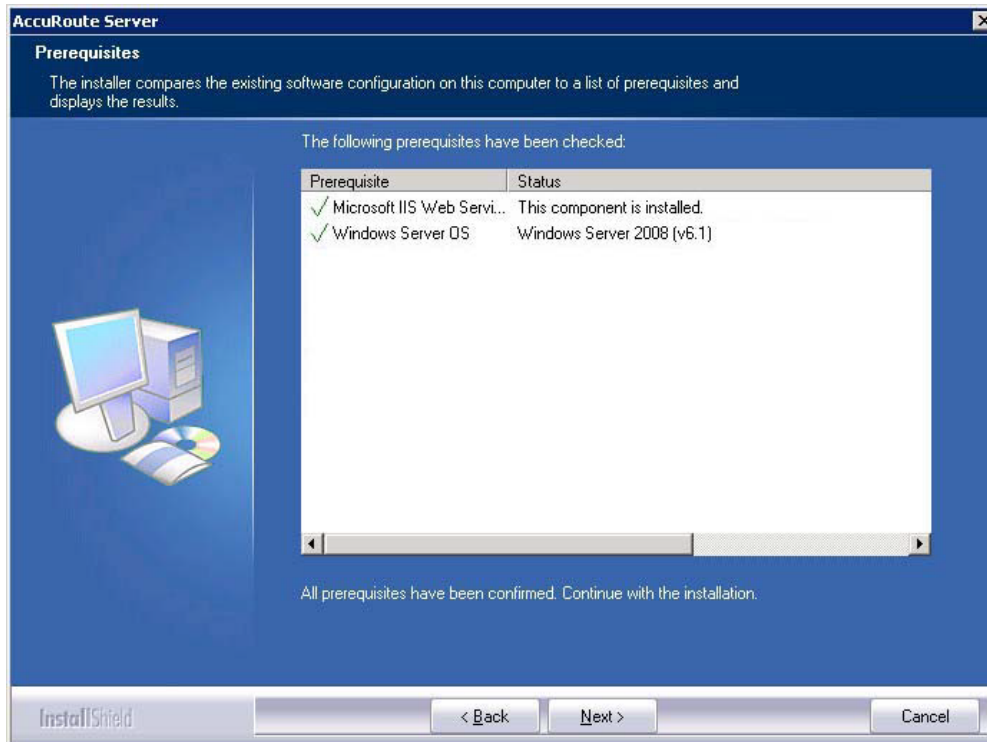 AccuRoute Server
Prerequisites
The installer compares the existing software configuration on this computer to a list of prerequisites and
displays the results.
The following prerequisites have been checked:
Prerequisite Status
Microsoft IIS Web Servi... This component is installed.
Windows Server OS Windows Server 2008 (v6.1)
All prerequisites have been confirmed. Continue with the installation.
InstallShield
< Back Next > Cancel